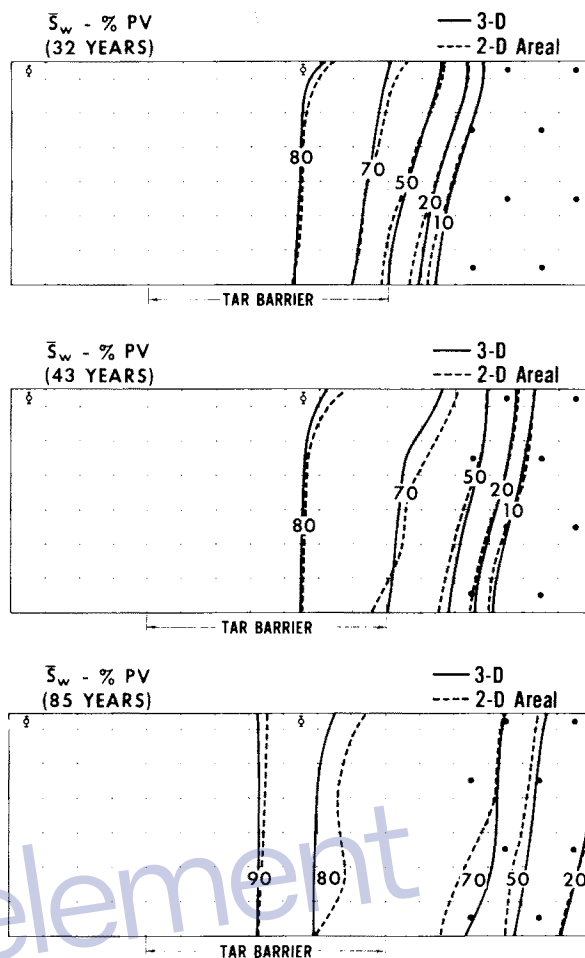 S̄w - % PV
(32 YEARS)
3-D
2-D Areal
80
70
50
20
10
TAR BARRIER
S̄w - % PV
(43 YEARS)
3-D
2-D Areal
80
70
50
20
10
TAR BARRIER
S̄w - % PV
(85 YEARS)
3-D
2-D Areal
90
80
70
50
20
TAR BARRIER
element